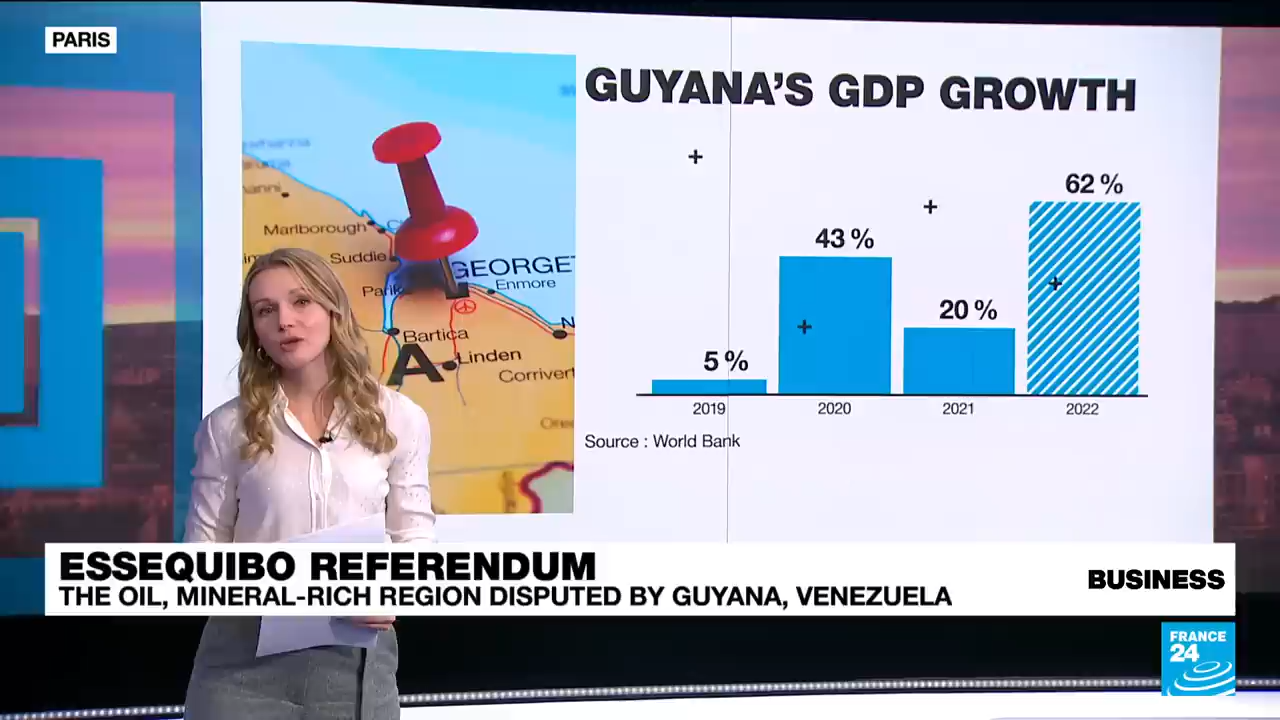 PARIS
GUYANA'S GDP GROWTH
62 %
43 %
20 %
5 %
2019 2020 2021 2022
Source : World Bank
Marlborough
Suddie
GEORGE
Enmore
Bartica
A
Linden
Corrivert
ESSEQUIBO REFERENDUM
THE OIL, MINERAL-RICH REGION DISPUTED BY GUYANA, VENEZUELA
BUSINESS
FRANCE
24